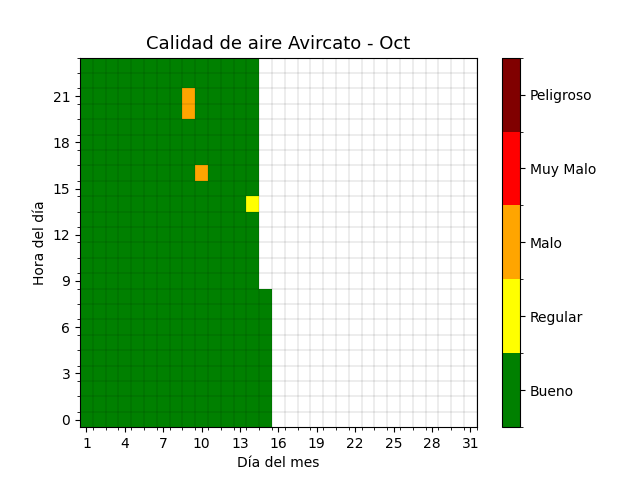 Calidad de aire Avircato - Oct
Hora del día
21
18
15
12
9
6
3
0
1 4 7 10 13 16 19 22 25 28 31
Día del mes
Peligroso
Muy Malo
Malo
Regular
Bueno